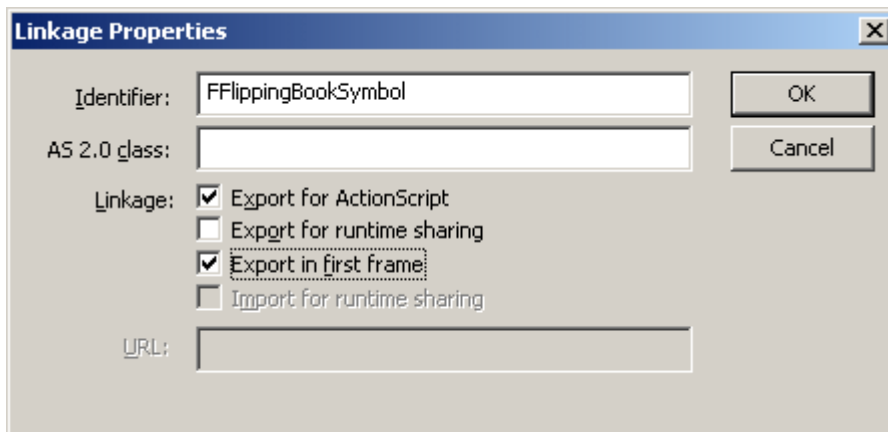 Linkage Properties
Identifier: FFlippingBookSymbol OK
AS 2.0 class: Cancel
Linkage: Export for ActionScript
Export for runtime sharing
Export in first frame
Import for runtime sharing
URL: